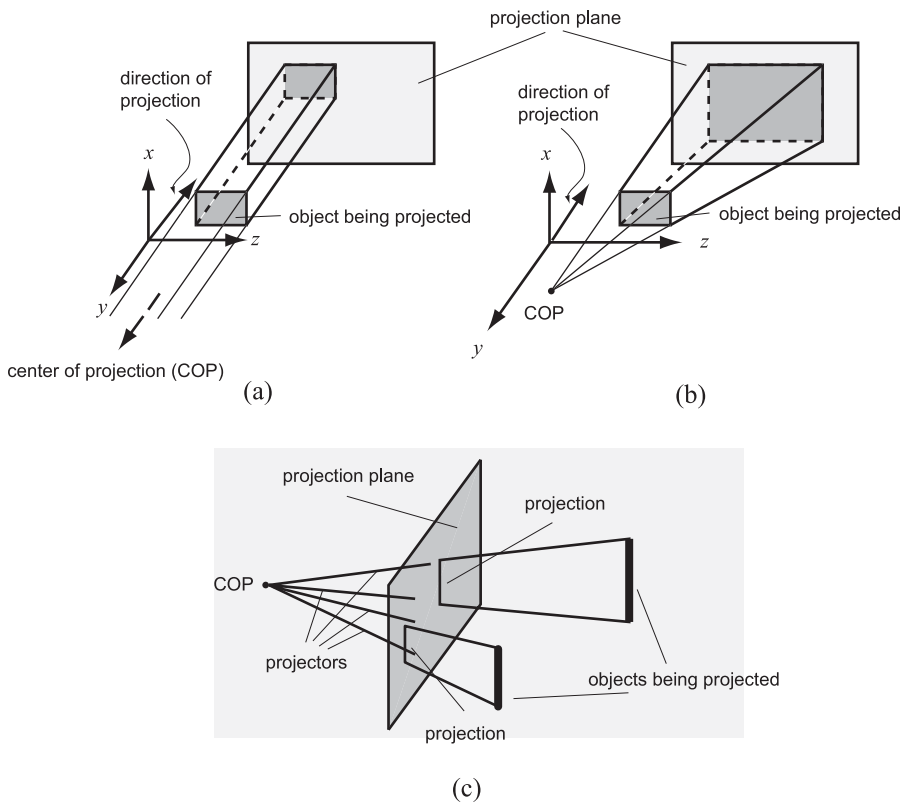 projection plane
direction of
projection
x
object being projected
z
y
center of projection (COP)
(a)
direction of
projection
x
object being projected
z
COP
y
(b)
projection plane
projection
COP
projectors
objects being projected
projection
(c)